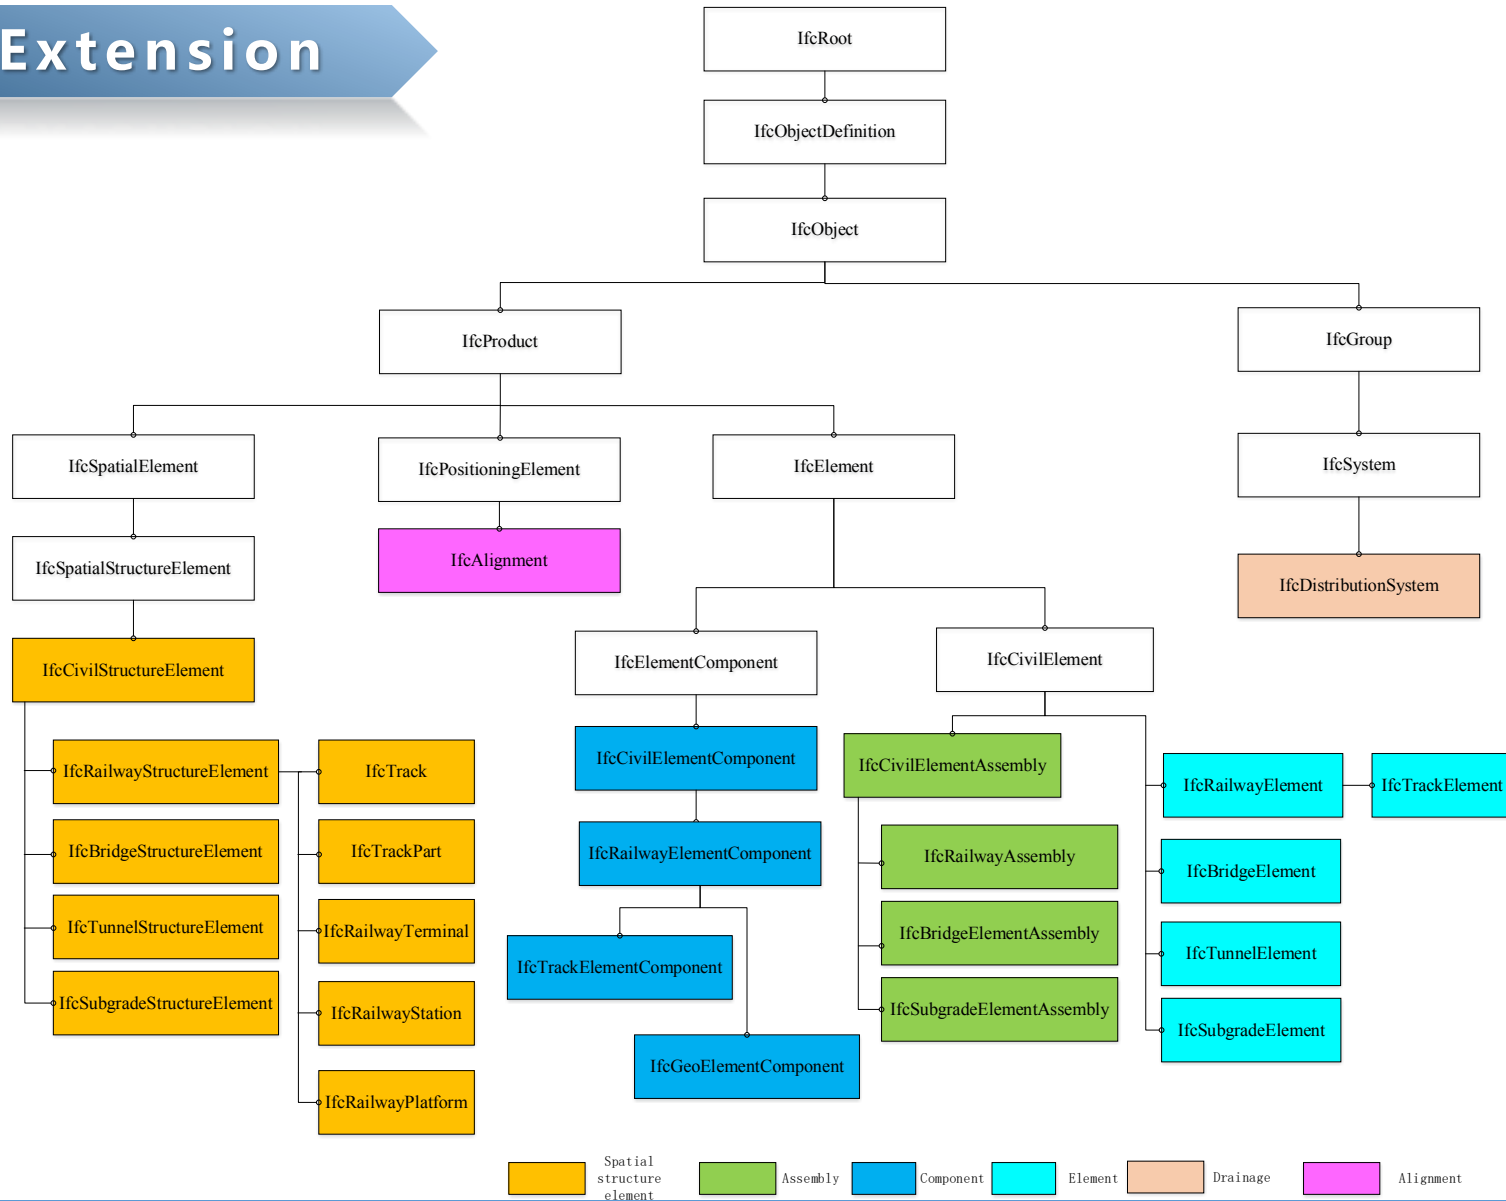 Extension
IfcRoot
IfcObjectDefinition
IfcObject
IfcProduct
IfcGroup
IfcSpatialElement
IfcPositioningElement
IfcElement
IfcSystem
IfcSpatialStructureElement
IfcAlignment
IfcDistributionSystem
IfcCivilStructureElement
IfcElementComponent
IfcCivilElement
IfcRailwayStructureElement
IfcTrack
IfcCivilElementComponent
IfcCivilElementAssembly
IfcRailwayElement
IfcTrackElement
IfcBridgeStructureElement
IfcTrackPart
IfcRailwayElementComponent
IfcRailwayAssembly
IfcBridgeElement
IfcTunnelStructureElement
IfcRailwayTerminal
IfcTrackElementComponent
IfcBridgeElementAssembly
IfcTunnelElement
IfcSubgradeStructureElement
IfcRailwayStation
IfcSubgradeElementAssembly
IfcSubgradeElement
IfcGeoElementComponent
IfcRailwayPlatform
Spatial
structure
element
Assembly
Component
Element
Drainage
Alignment